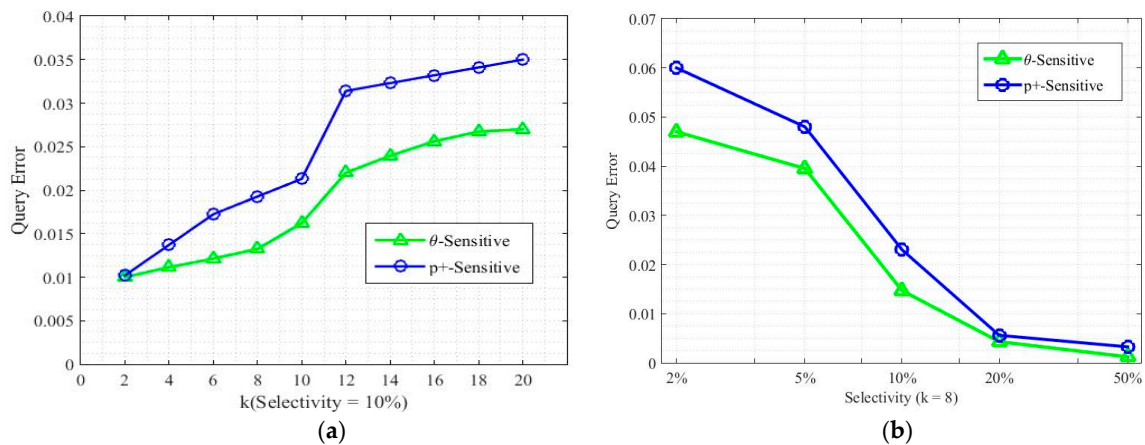 0.04
0.035
0.03
0.025
0.02
0.015
0.01
0.005
0
Query Error
θ-Sensitive
p+-Sensitive
0 2 4 6 8 10 12 14 16 18 20
k(Selectivity = 10%)
(a)
0.07
0.06
0.05
0.04
0.03
0.02
0.01
0
Query Error
θ-Sensitive
p+-Sensitive
2% 5% 10% 20% 50%
Selectivity (k = 8)
(b)